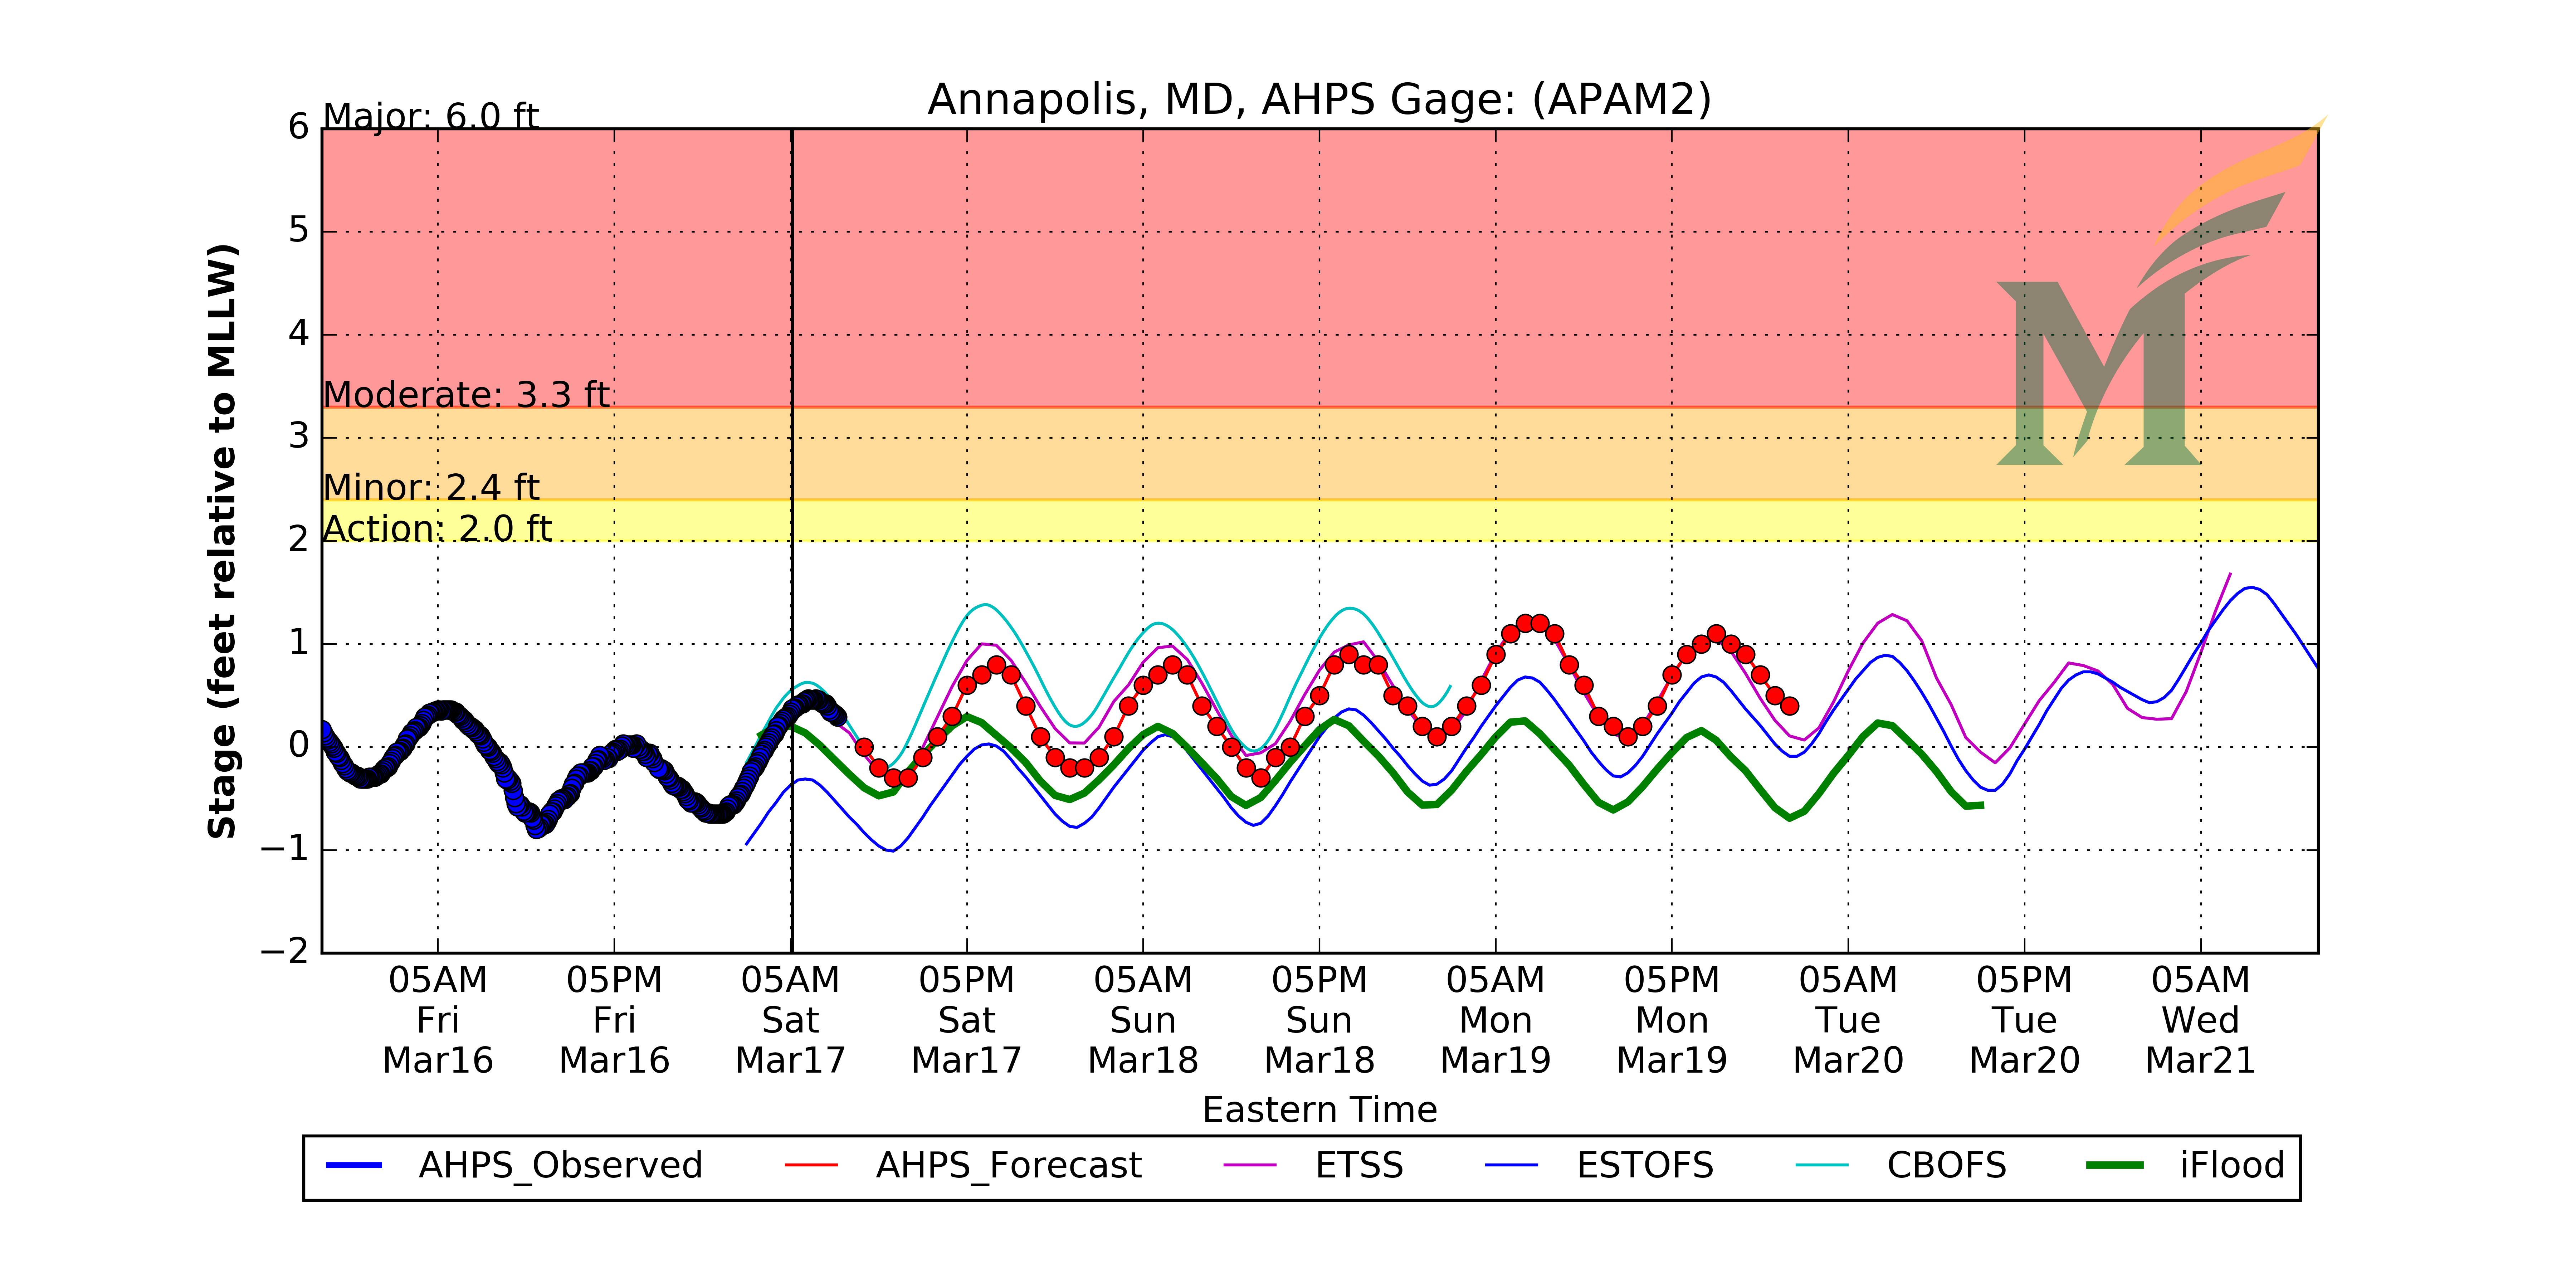 Annapolis, MD, AHPS Gage: (APAM2)
Major: 6.0 ft
Moderate: 3.3 ft
Minor: 2.4 ft
Action: 2.0 ft
Stage (feet relative to MLLW)
6
5
4
3
2
1
0
−1
−2
05AM 05PM 05AM 05PM 05AM 05PM 05AM 05PM 05AM 05PM 05AM
Fri Fri Sat Sat Sun Sun Mon Mon Tue Tue Wed
Mar16 Mar16 Mar17 Mar17 Mar18 Mar18 Mar19 Mar19 Mar20 Mar20 Mar21
Eastern Time
AHPS_Observed AHPS_Forecast ETSS ESTOFS CBOFS iFlood
M